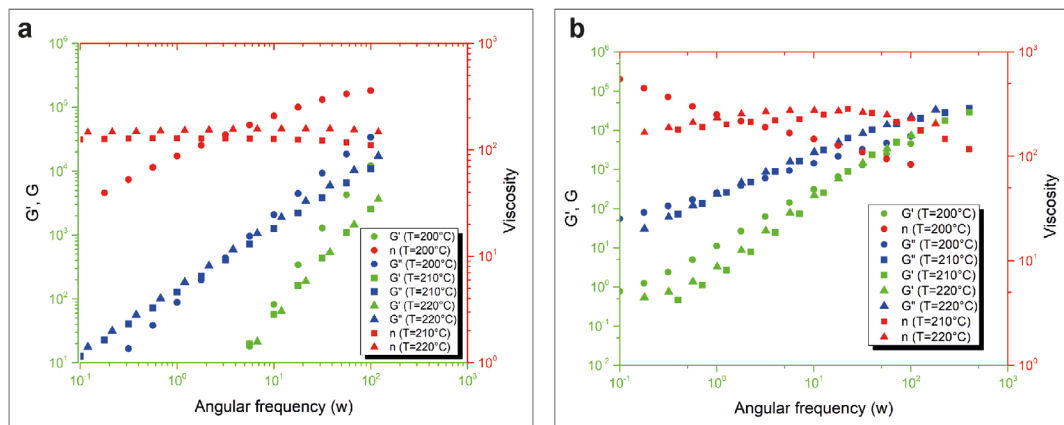 a
10^6
10^5
10^4
10^3
10^2
10^1
G', G
10^3
10^2
10^1
10^0
Viscosity
10^-1
10^0
10^1
10^2
10^3
Angular frequency (w)
G' (T=200°C)
n (T=200°C)
G" (T=200°C)
G' (T=210°C)
G" (T=210°C)
G' (T=220°C)
G" (T=220°C)
n (T=210°C)
n (T=220°C)
b
10^6
10^5
10^4
10^3
10^2
10^1
10^0
10^-1
10^-2
G', G
10^3
10^2
10^1
10^0
Viscosity
10^-1
10^0
10^1
10^2
10^3
Angular frequency (w)
G' (T=200°C)
n (T=200°C)
G" (T=200°C)
G" (T=210°C)
G' (T=210°C)
G' (T=220°C)
G" (T=220°C)
n (T=210°C)
n (T=220°C)